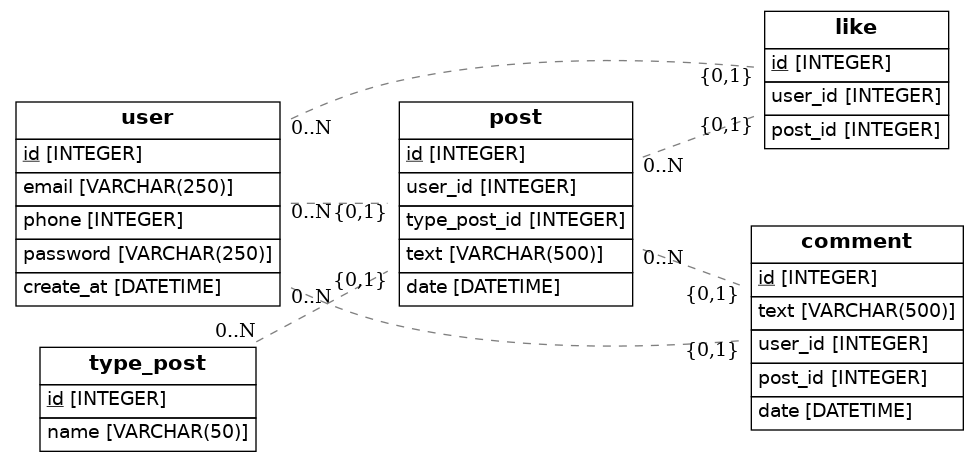 like
id [INTEGER]
user_id [INTEGER]
post_id [INTEGER]
{0,1}
0..N
{0,1}
0..N
user
id [INTEGER]
email [VARCHAR(250)]
phone [INTEGER]
password [VARCHAR(250)]
create_at [DATETIME]
post
id [INTEGER]
user_id [INTEGER]
type_post_id [INTEGER]
text [VARCHAR(500)]
date [DATETIME]
0..N {0,1}
{0,1}
0..N
0..N
0..N
{0,1}
{0,1}
comment
id [INTEGER]
text [VARCHAR(500)]
user_id [INTEGER]
post_id [INTEGER]
date [DATETIME]
type_post
id [INTEGER]
name [VARCHAR(50)]